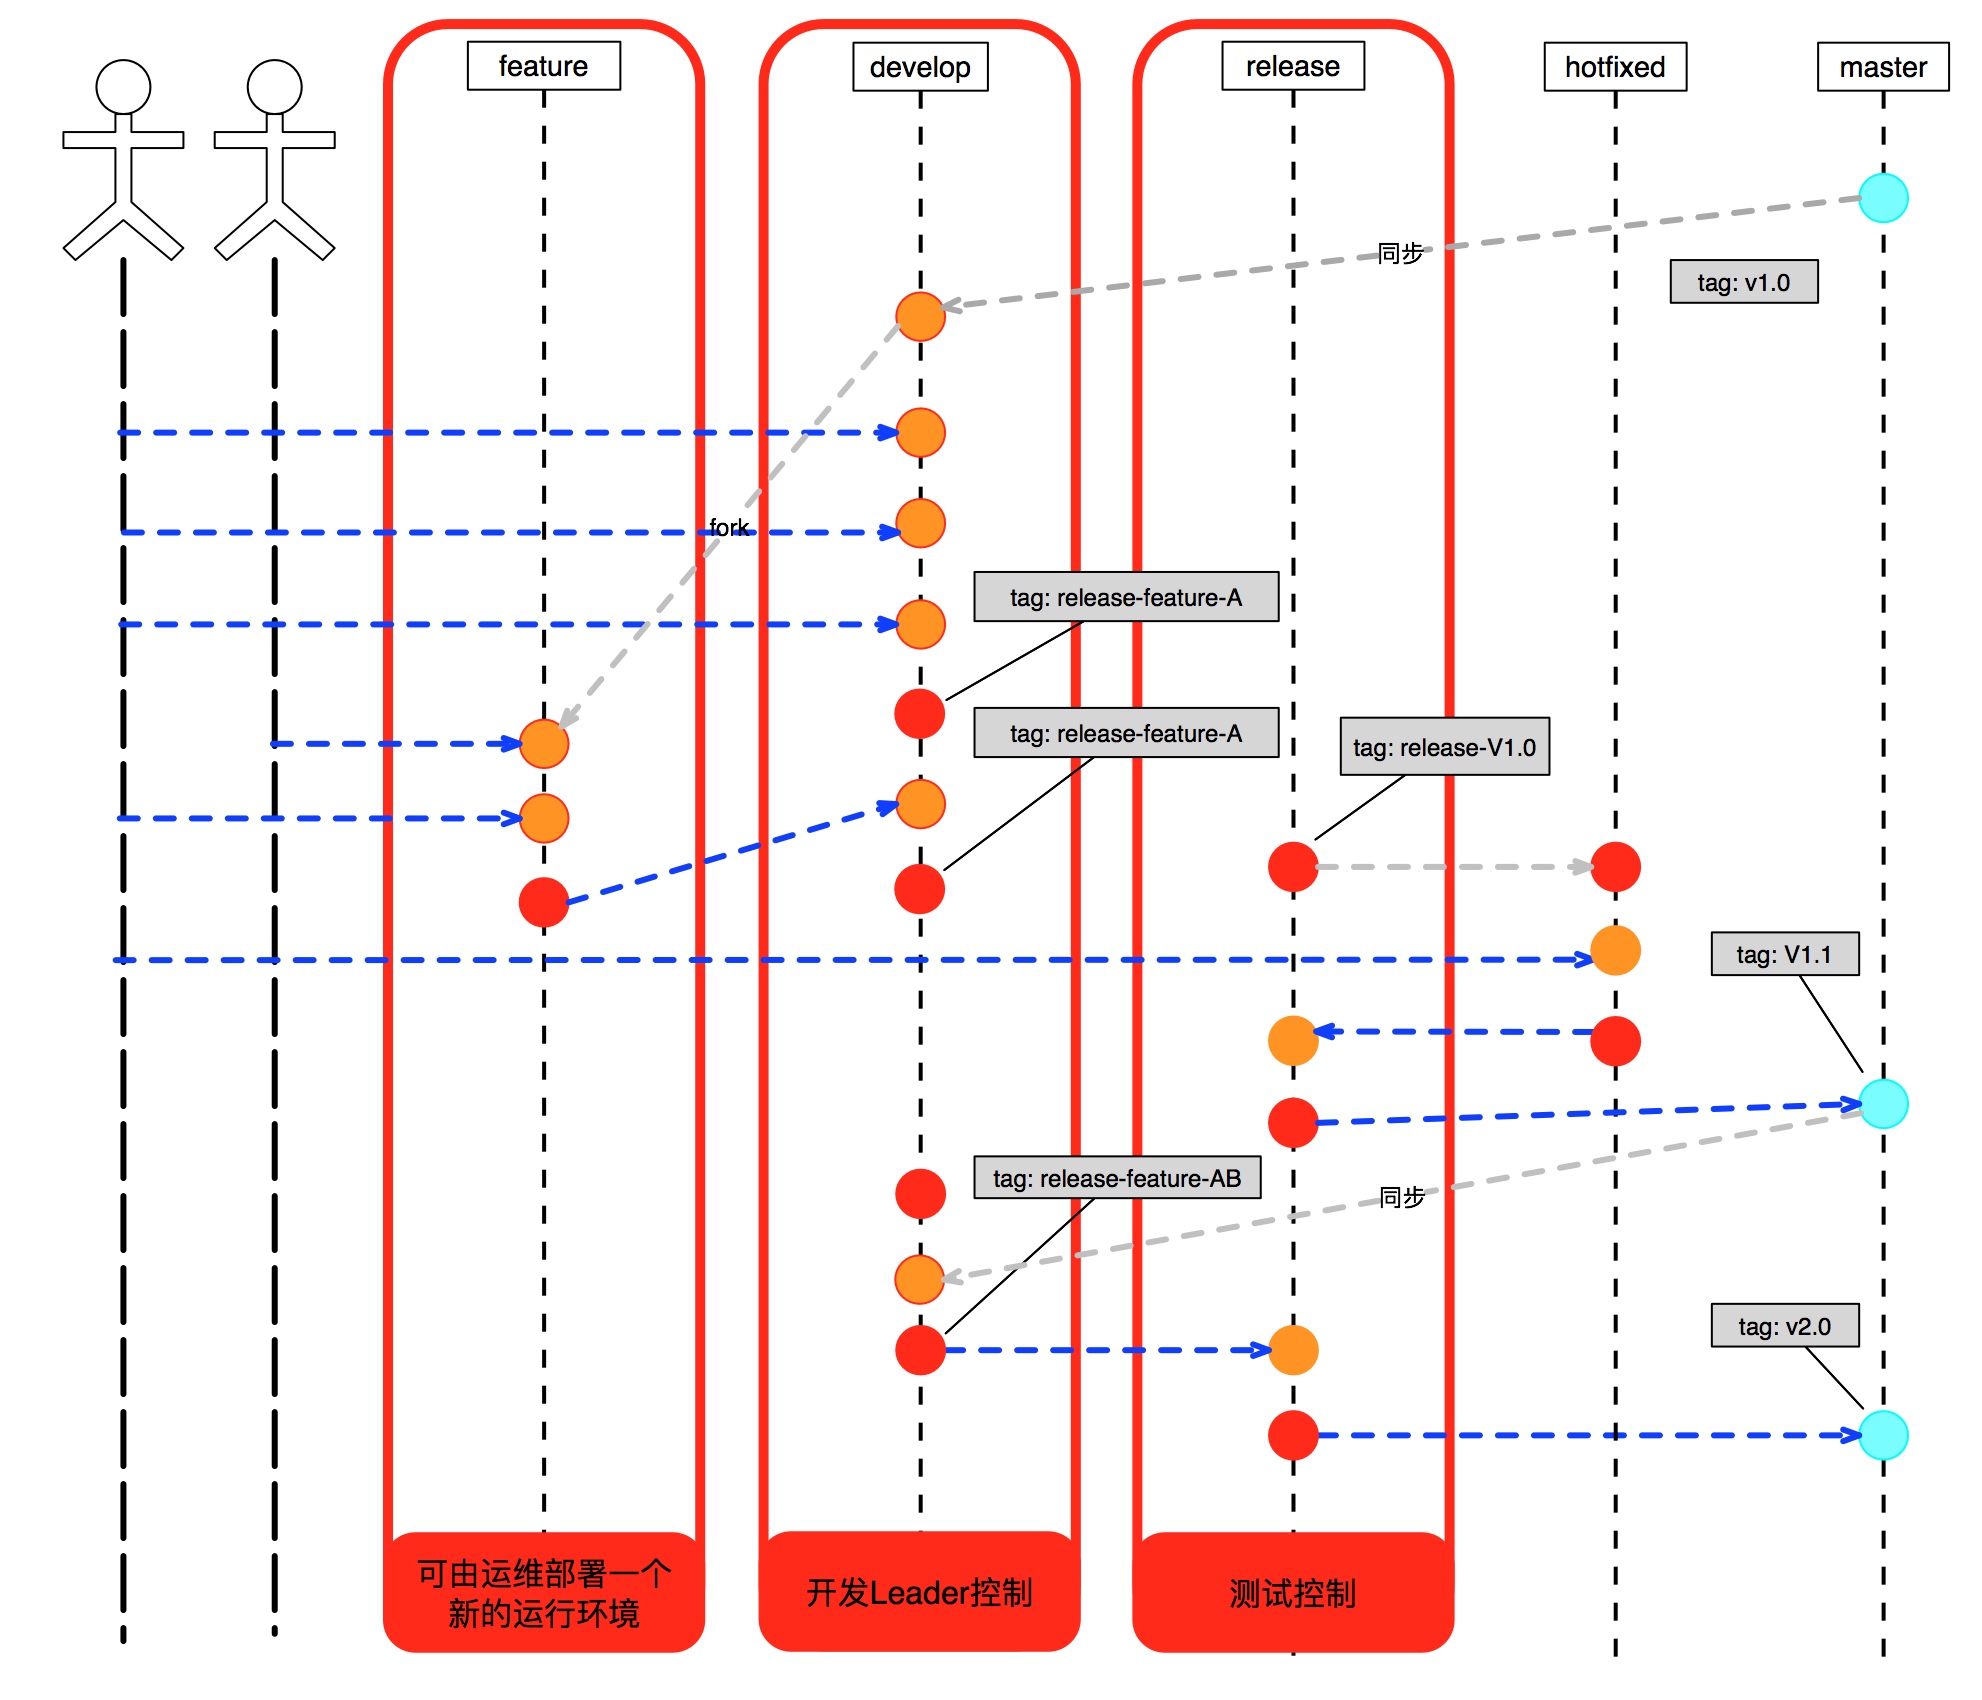 feature
develop
release
hotfixed
master
同步
tag: v1.0
fork
tag: release-feature-A
tag: release-feature-A
tag: release-V1.0
tag: V1.1
tag: release-feature-AB
同步
tag: v2.0
可由运维部署一个
新的运行环境
开发Leader控制
测试控制